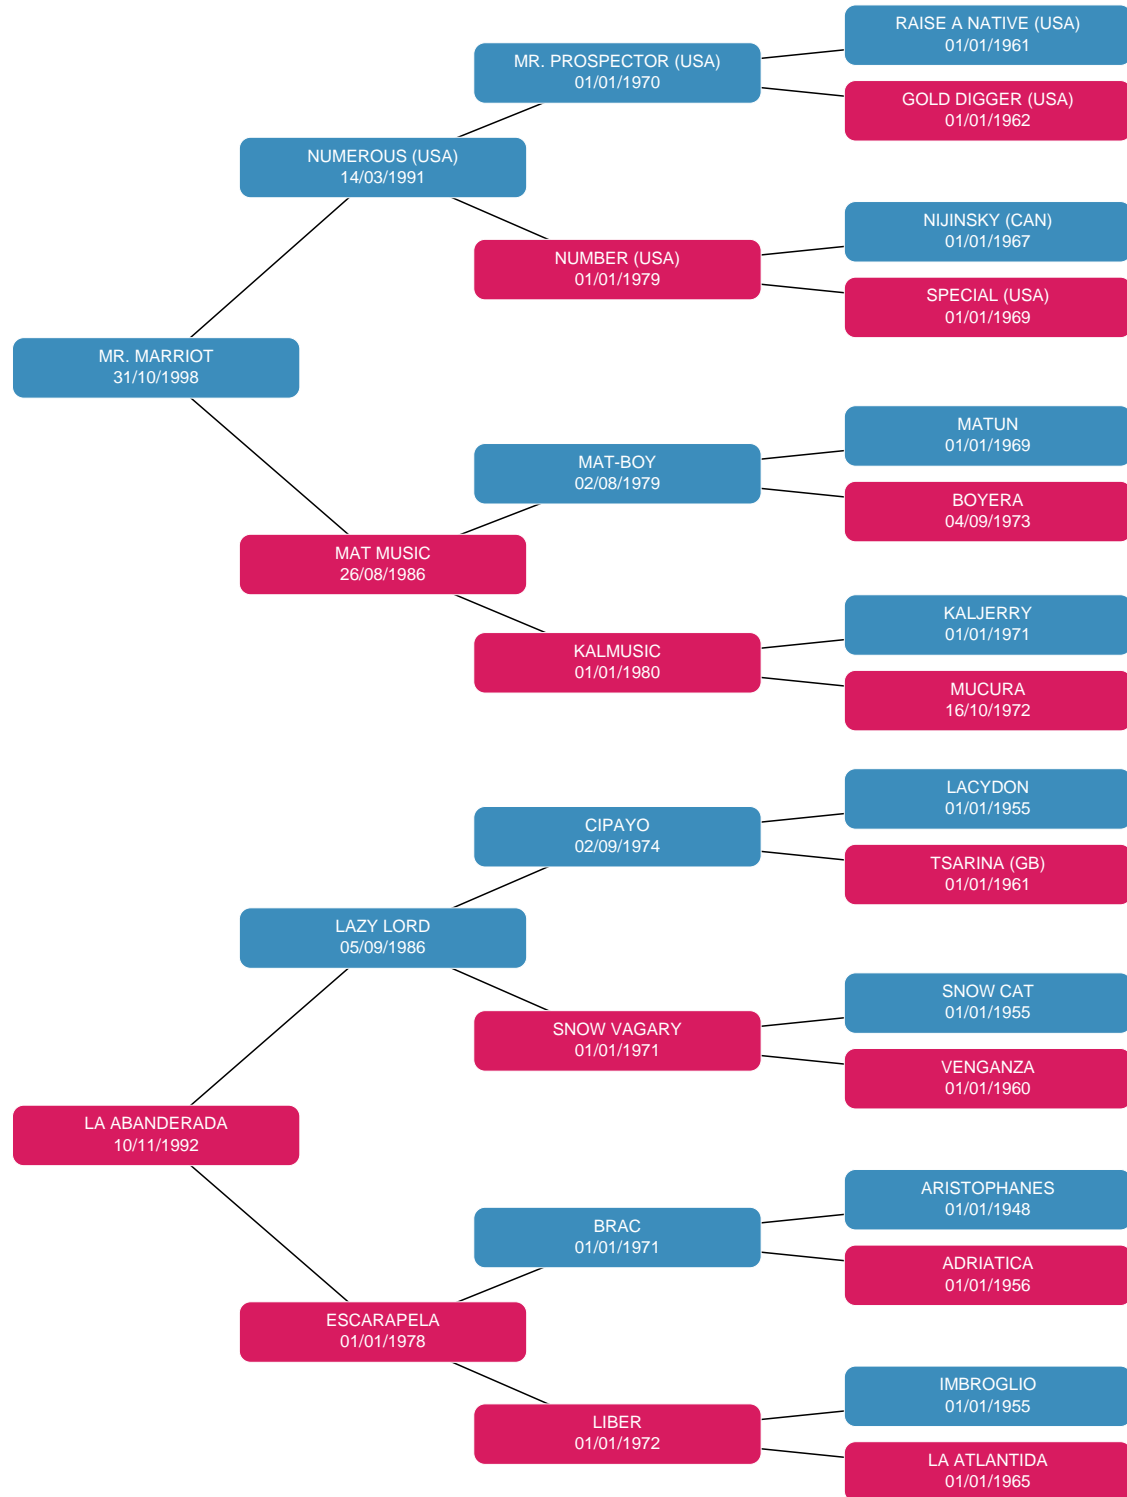 RAISE A NATIVE (USA)
01/01/1961
MR. PROSPECTOR (USA)
01/01/1970
GOLD DIGGER (USA)
01/01/1962
NUMEROUS (USA)
14/03/1991
NIJINSKY (CAN)
01/01/1967
NUMBER (USA)
01/01/1979
SPECIAL (USA)
01/01/1969
MR. MARRIOT
31/10/1998
MATUN
01/01/1969
MAT-BOY
02/08/1979
BOYERA
04/09/1973
MAT MUSIC
26/08/1986
KALJERRY
01/01/1971
KALMUSIC
01/01/1980
MUCURA
16/10/1972
LACYDON
01/01/1955
CIPAYO
02/09/1974
TSARINA (GB)
01/01/1961
LAZY LORD
05/09/1986
SNOW CAT
01/01/1955
SNOW VAGARY
01/01/1971
VENGANZA
01/01/1960
LA ABANDERADA
10/11/1992
ARISTOPHANES
01/01/1948
BRAC
01/01/1971
ADRIATICA
01/01/1956
ESCARAPELA
01/01/1978
IMBROGLIO
01/01/1955
LIBER
01/01/1972
LA ATLANTIDA
01/01/1965